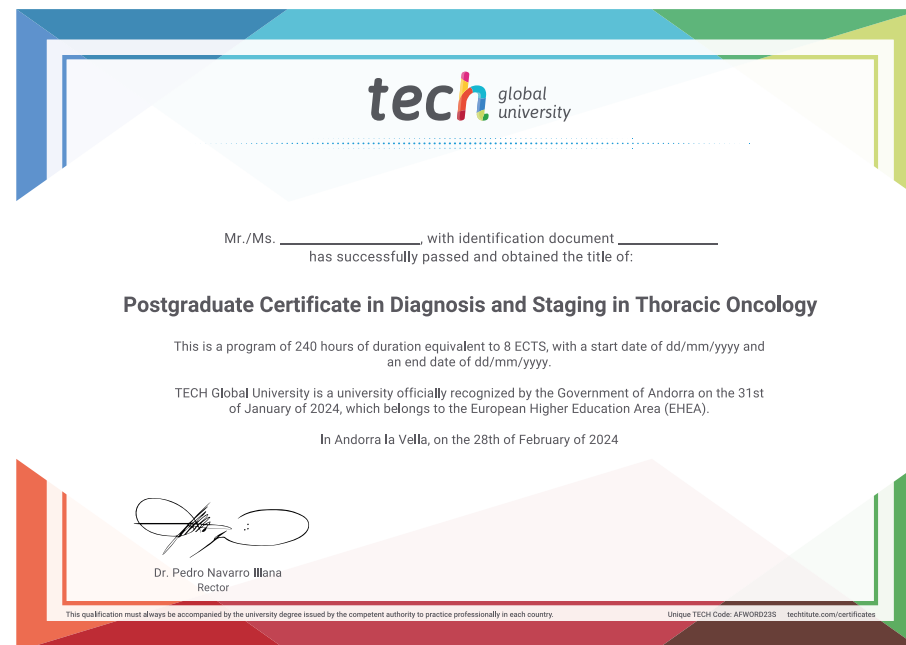 tech global university
Mr./Ms. ____________, with identification document ____________
has successfully passed and obtained the title of:
Postgraduate Certificate in Diagnosis and Staging in Thoracic Oncology
This is a program of 240 hours of duration equivalent to 8 ECTS, with a start date of dd/mm/yyyy and
an end date of dd/mm/yyyy.
TECH Global University is a university officially recognized by the Government of Andorra on the 31st
of January of 2024, which belongs to the European Higher Education Area (EHEA).
In Andorra la Vella, on the 28th of February of 2024
Dr. Pedro Navarro Illana
Rector
This qualification must always be accompanied by the university degree issued by the competent authority to practice professionally in each country.
Unique TECH Code: AFWORD23S techtitute.com/certificates